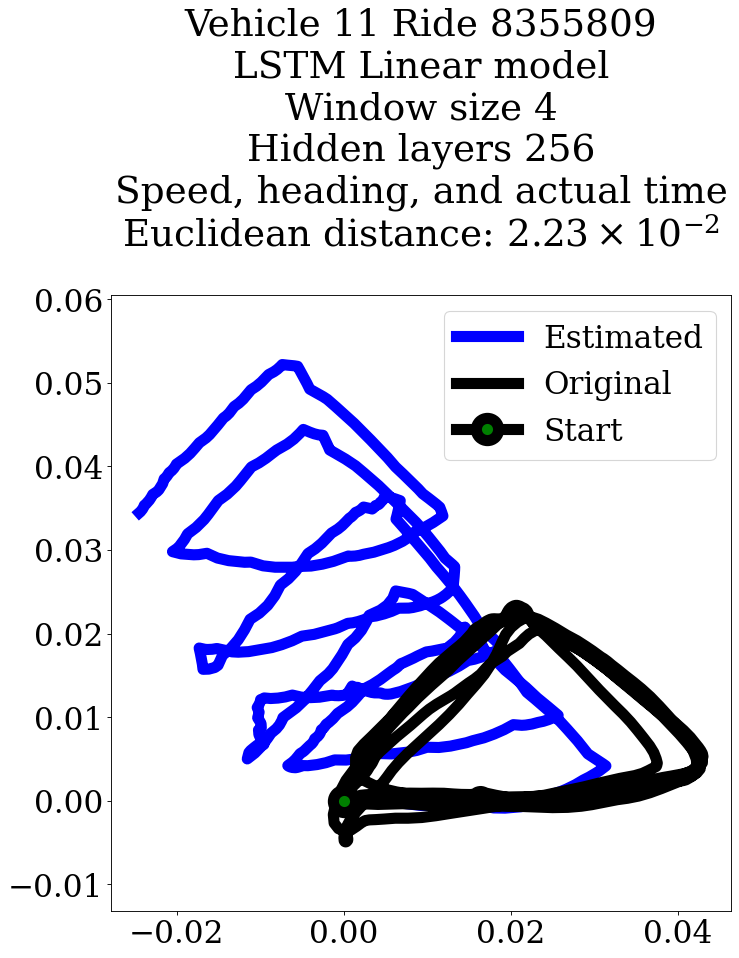 Vehicle 11 Ride 8355809
LSTM Linear model
Window size 4
Hidden layers 256
Speed, heading, and actual time
Euclidean distance: 2.23 × 10⁻²
0.06
0.05
0.04
0.03
0.02
0.01
0.00
−0.01
Estimated
Original
Start
−0.02
0.00
0.02
0.04